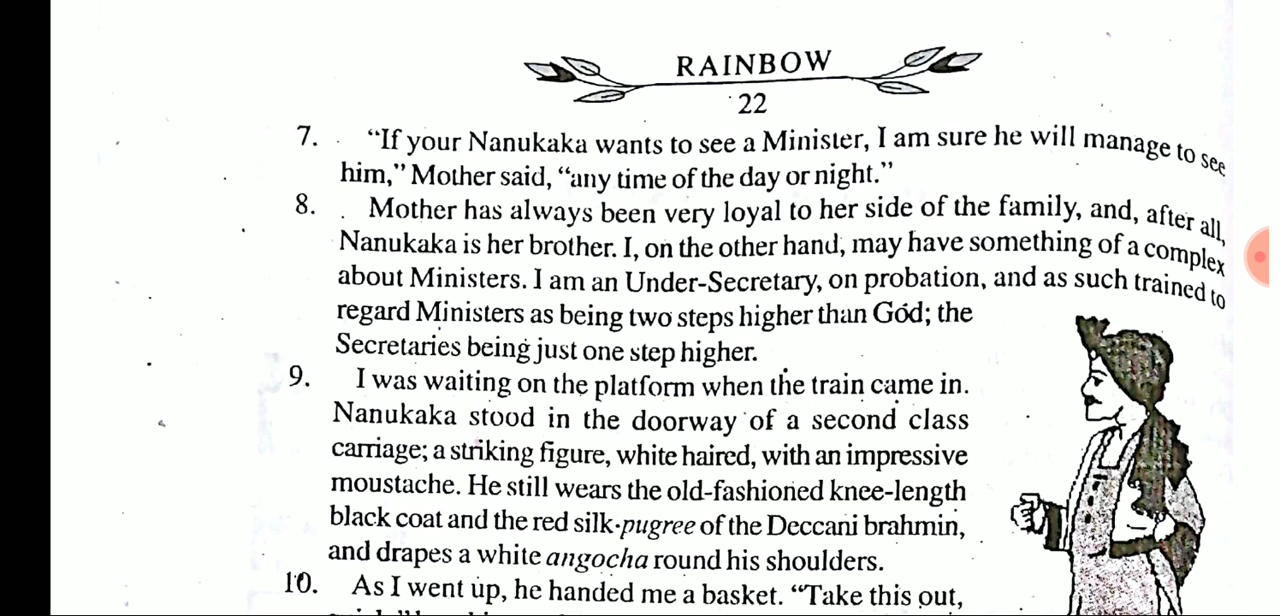 RAINBOW
22
7. "If your Nanukaka wants to see a Minister, I am sure he will manage to see
him," Mother said, "any time of the day or night."
8. Mother has always been very loyal to her side of the family, and, after all,
Nanukaka is her brother. I, on the other hand, may have something of a complex
about Ministers. I am an Under-Secretary, on probation, and as such trained to
regard Ministers as being two steps higher than God; the
Secretaries being just one step higher.
9. I was waiting on the platform when the train came in.
Nanukaka stood in the doorway of a second class
carriage; a striking figure, white haired, with an impressive
moustache. He still wears the old-fashioned knee-length
black coat and the red silk-pugree of the Deccani brahmin,
and drapes a white angocha round his shoulders.
10. As I went up, he handed me a basket. "Take this out,